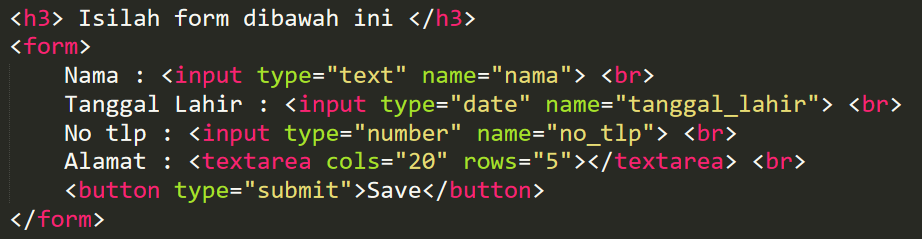 <h3> Isilah form dibawah ini </h3>
<form>
Nama : <input type="text" name="nama"> <br>
Tanggal Lahir : <input type="date" name="tanggal_lahir"> <br>
No tlp : <input type="number" name="no_tlp"> <br>
Alamat : <textarea cols="20" rows="5"></textarea> <br>
<button type="submit">Save</button>
</form>